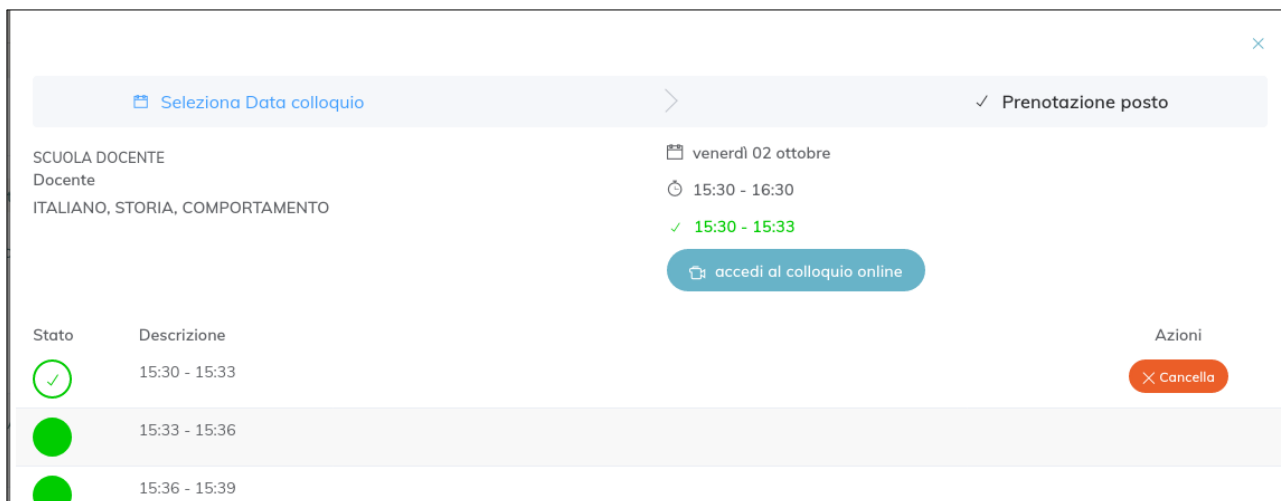 Seleziona Data colloquio
Prenotazione posto
SCUOLA DOCENTE
Docente
ITALIANO, STORIA, COMPORTAMENTO
venerdì 02 ottobre
15:30 - 16:30
15:30 - 15:33
accedi al colloquio online
Stato Descrizione Azioni
15:30 - 15:33 Cancella
15:33 - 15:36
15:36 - 15:39